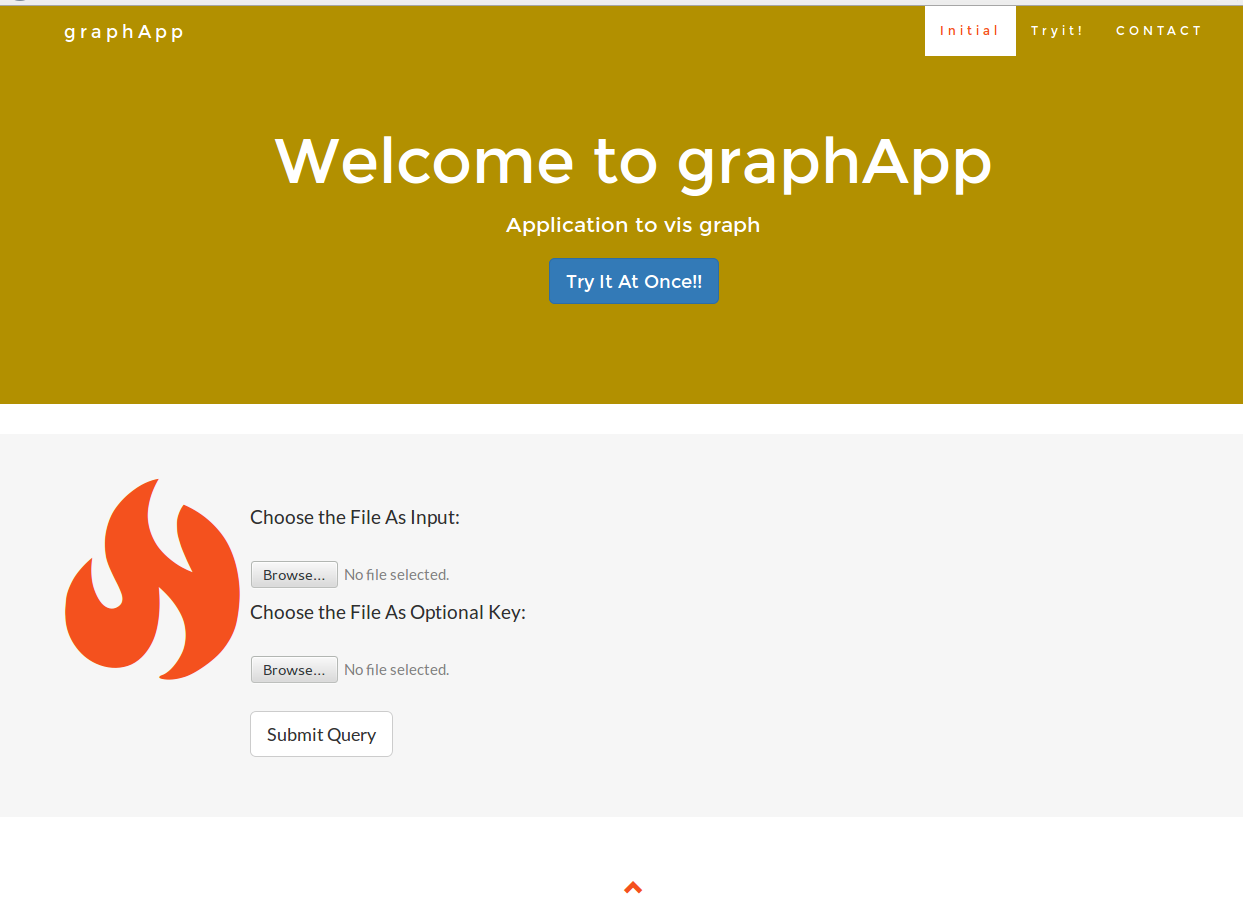 graphApp
Initial Tryit! CONTACT
Welcome to graphApp
Application to vis graph
Try It At Once!!
Choose the File As Input:
Browse... No file selected.
Choose the File As Optional Key:
Browse... No file selected.
Submit Query